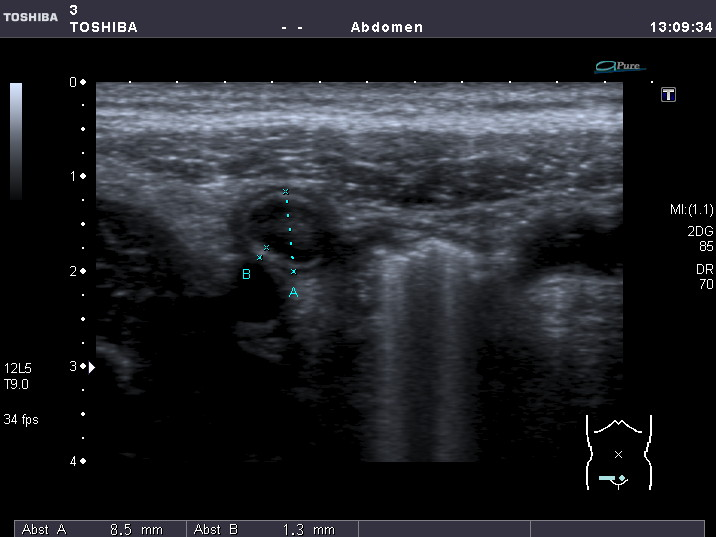 TOSHIBA
3
TOSHIBA - - Abdomen 13:09:34
Pure
T
0
1
2
3
4
MI:(1.1)
2DG
85
DR
70
B
A
12L5
T9.0
34 fps
Abst A 8.5 mm Abst B 1.3 mm